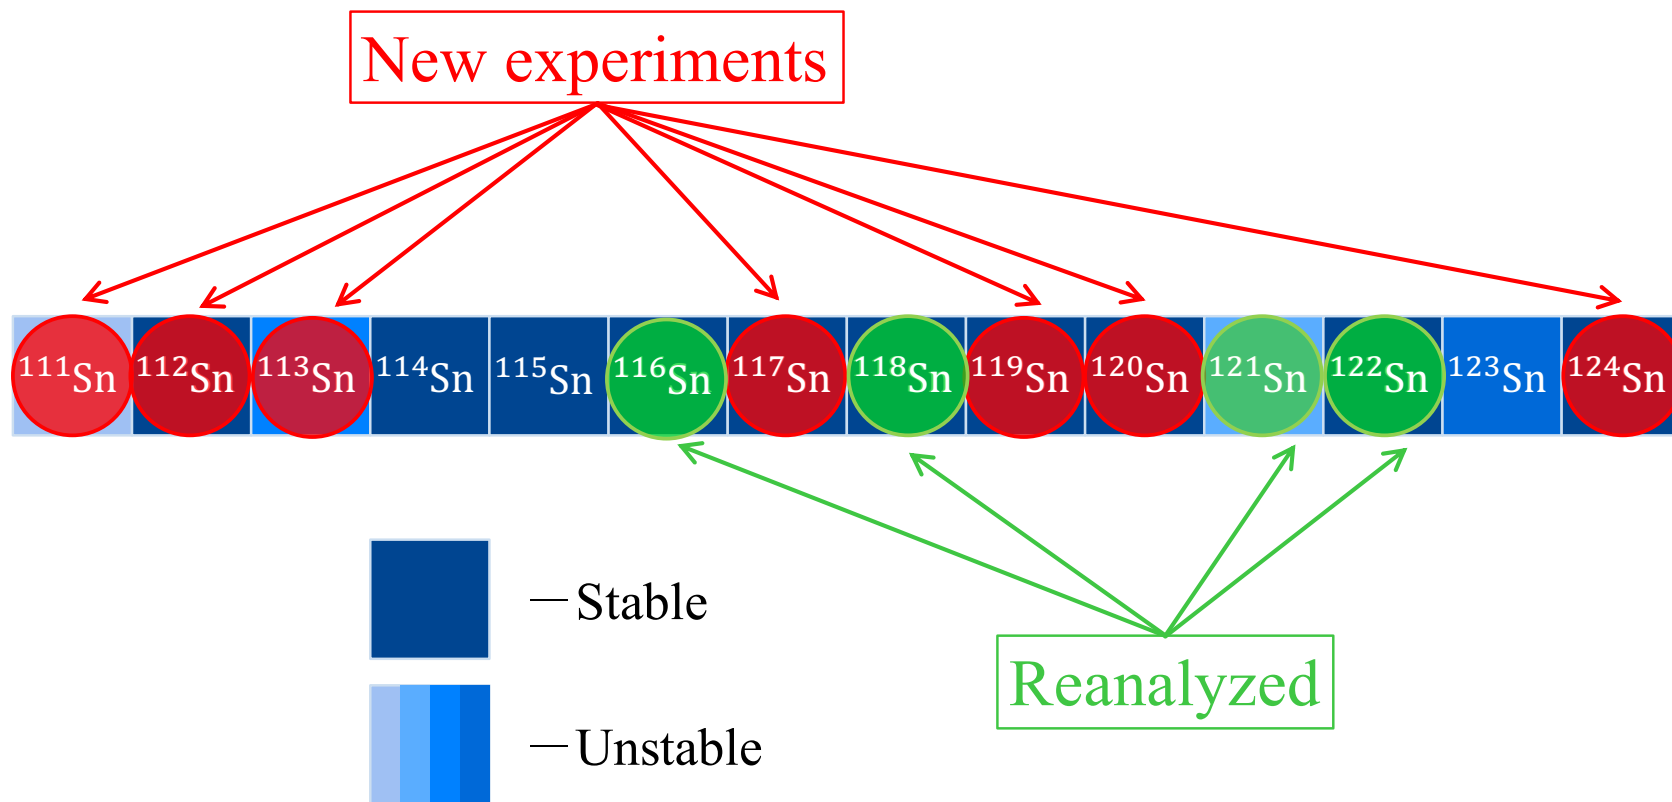 New experiments
¹¹¹Sn ¹¹²Sn ¹¹³Sn ¹¹⁴Sn ¹¹⁵Sn ¹¹⁶Sn ¹¹⁷Sn ¹¹⁸Sn ¹¹⁹Sn ¹²⁰Sn ¹²¹Sn ¹²²Sn ¹²³Sn ¹²⁴Sn
— Stable
Reanalyzed
— Unstable